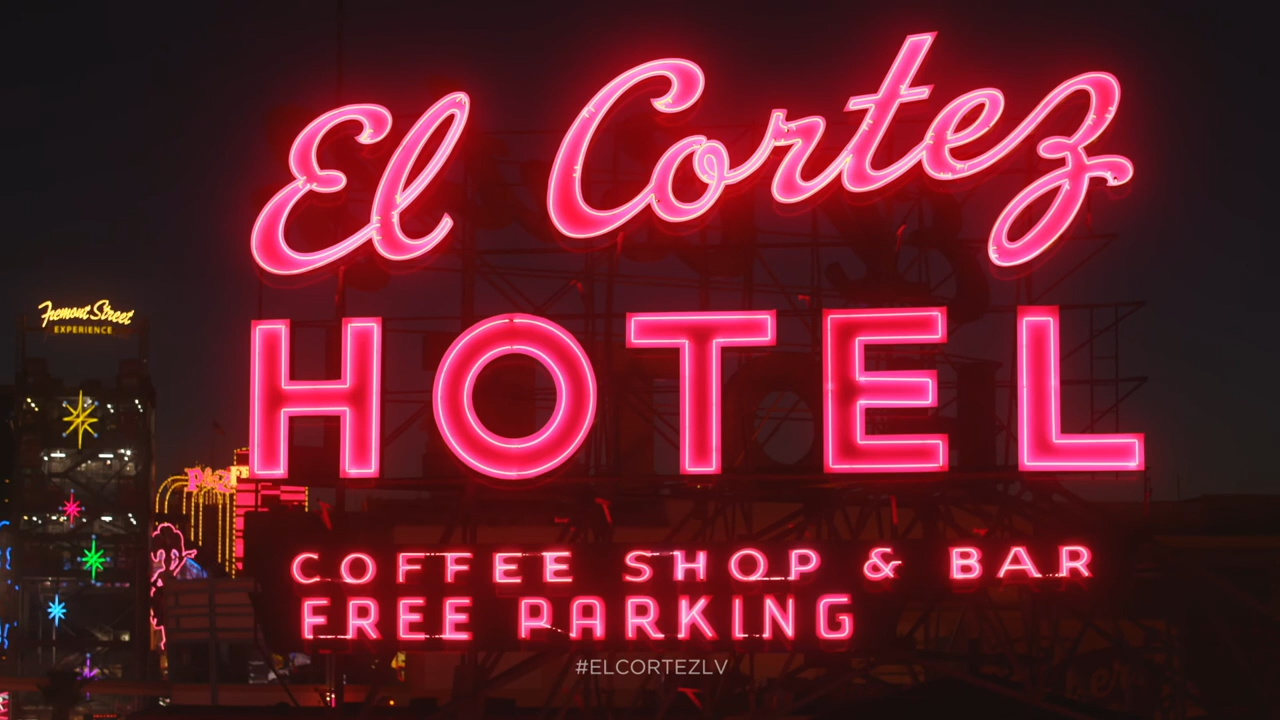 El Cortez
HOTEL
Fremont Street
EXPERIENCE
COFFEE SHOP & BAR
FREE PARKING
#ELCORTEZLV